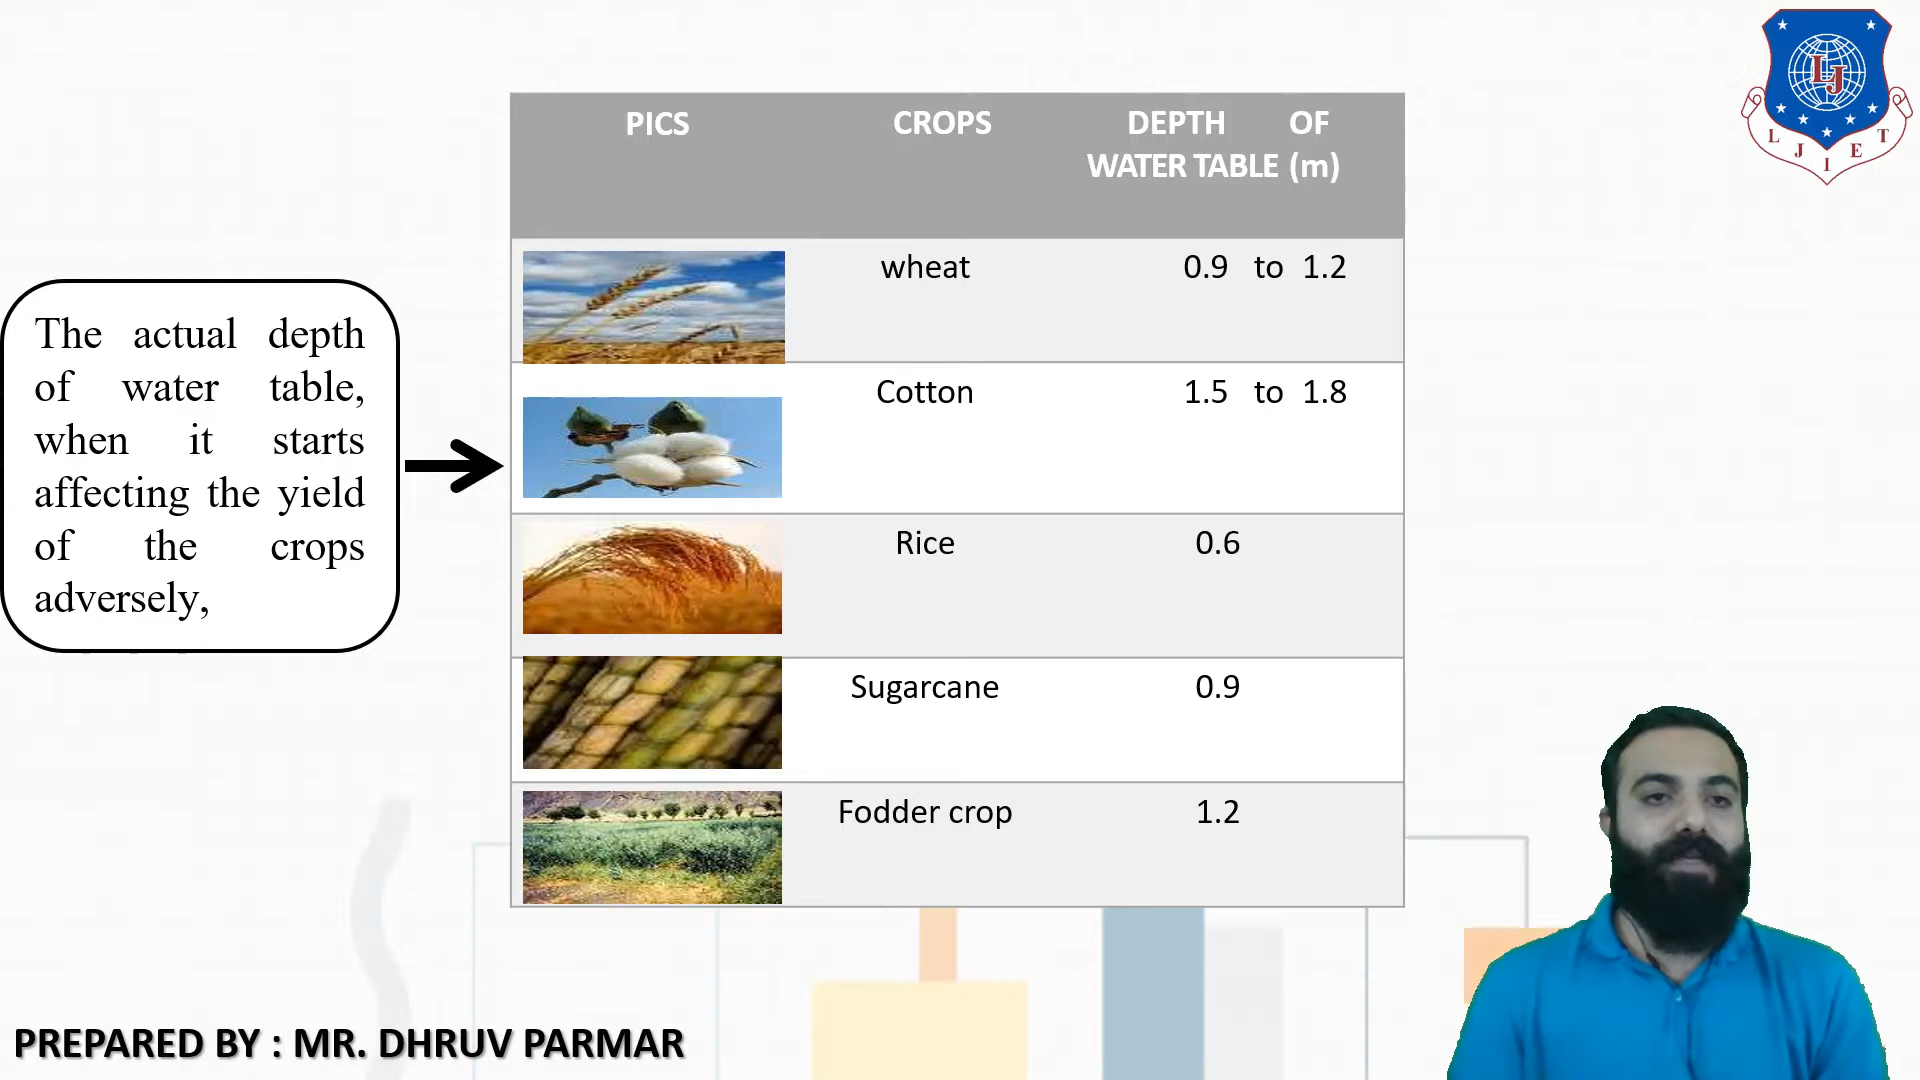 PICS CROPS DEPTH OF
WATER TABLE (m)
wheat 0.9 to 1.2
Cotton 1.5 to 1.8
Rice 0.6
Sugarcane 0.9
Fodder crop 1.2
The actual depth
of water table,
when it starts
affecting the yield
of the crops
adversely,
LJ
L J I E T
PREPARED BY : MR. DHRUV PARMAR